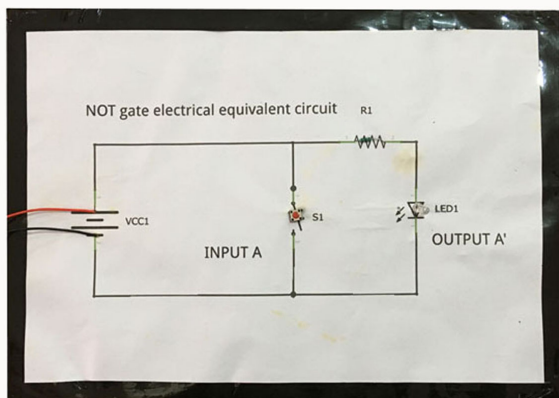 NOT gate electrical equivalent circuit
R1
VCC1
S1
LED1
INPUT A
OUTPUT A'